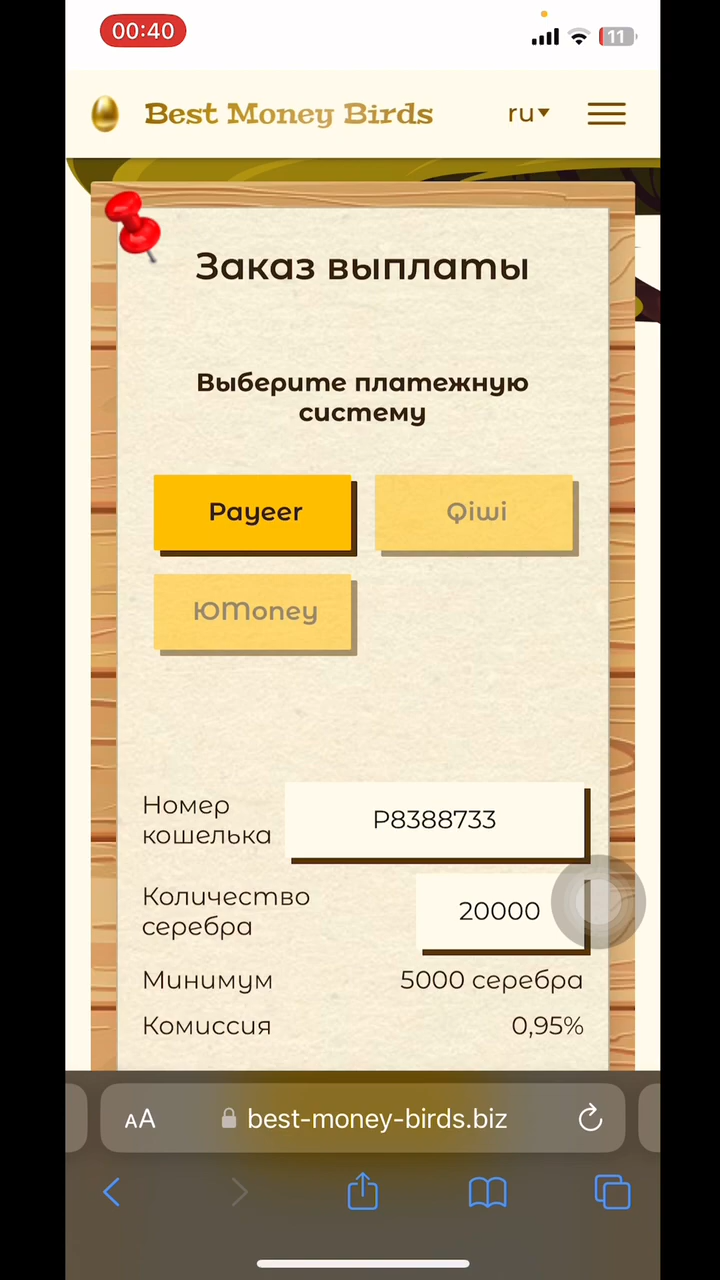 00:40
11
Best Money Birds
ru
Заказ выплаты
Выберите платежную
систему
Payeer
Qiwi
ЮMoney
Номер
кошелька
P8388733
Количество
серебра
20000
Минимум
5000 серебра
Комиссия
0,95%
AA
best-money-birds.biz